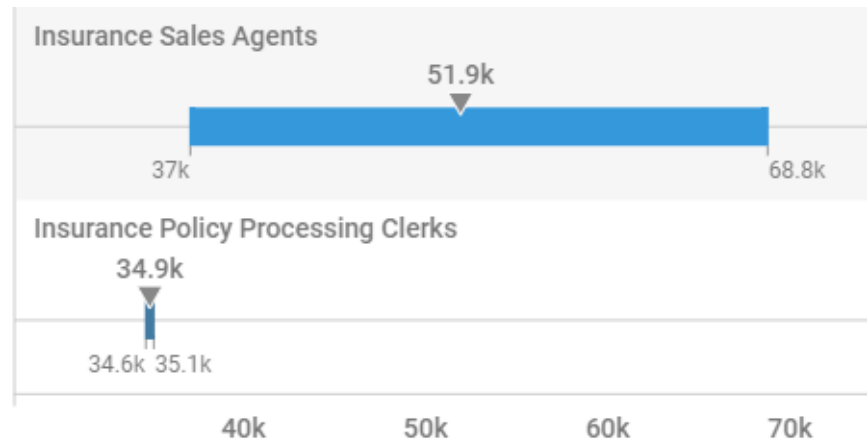 Insurance Sales Agents
51.9k
37k 68.8k
Insurance Policy Processing Clerks
34.9k
34.6k 35.1k
40k 50k 60k 70k